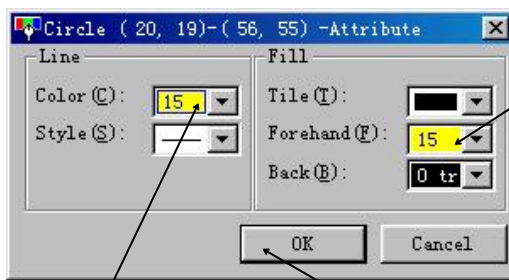 Circle ( 20, 19)-( 56, 55) -Attribute
Line
Fill
Color(C): 15
Tile(T):
Style(S):
Forehand(F): 15
Back(B): 0 tr
OK Cancel